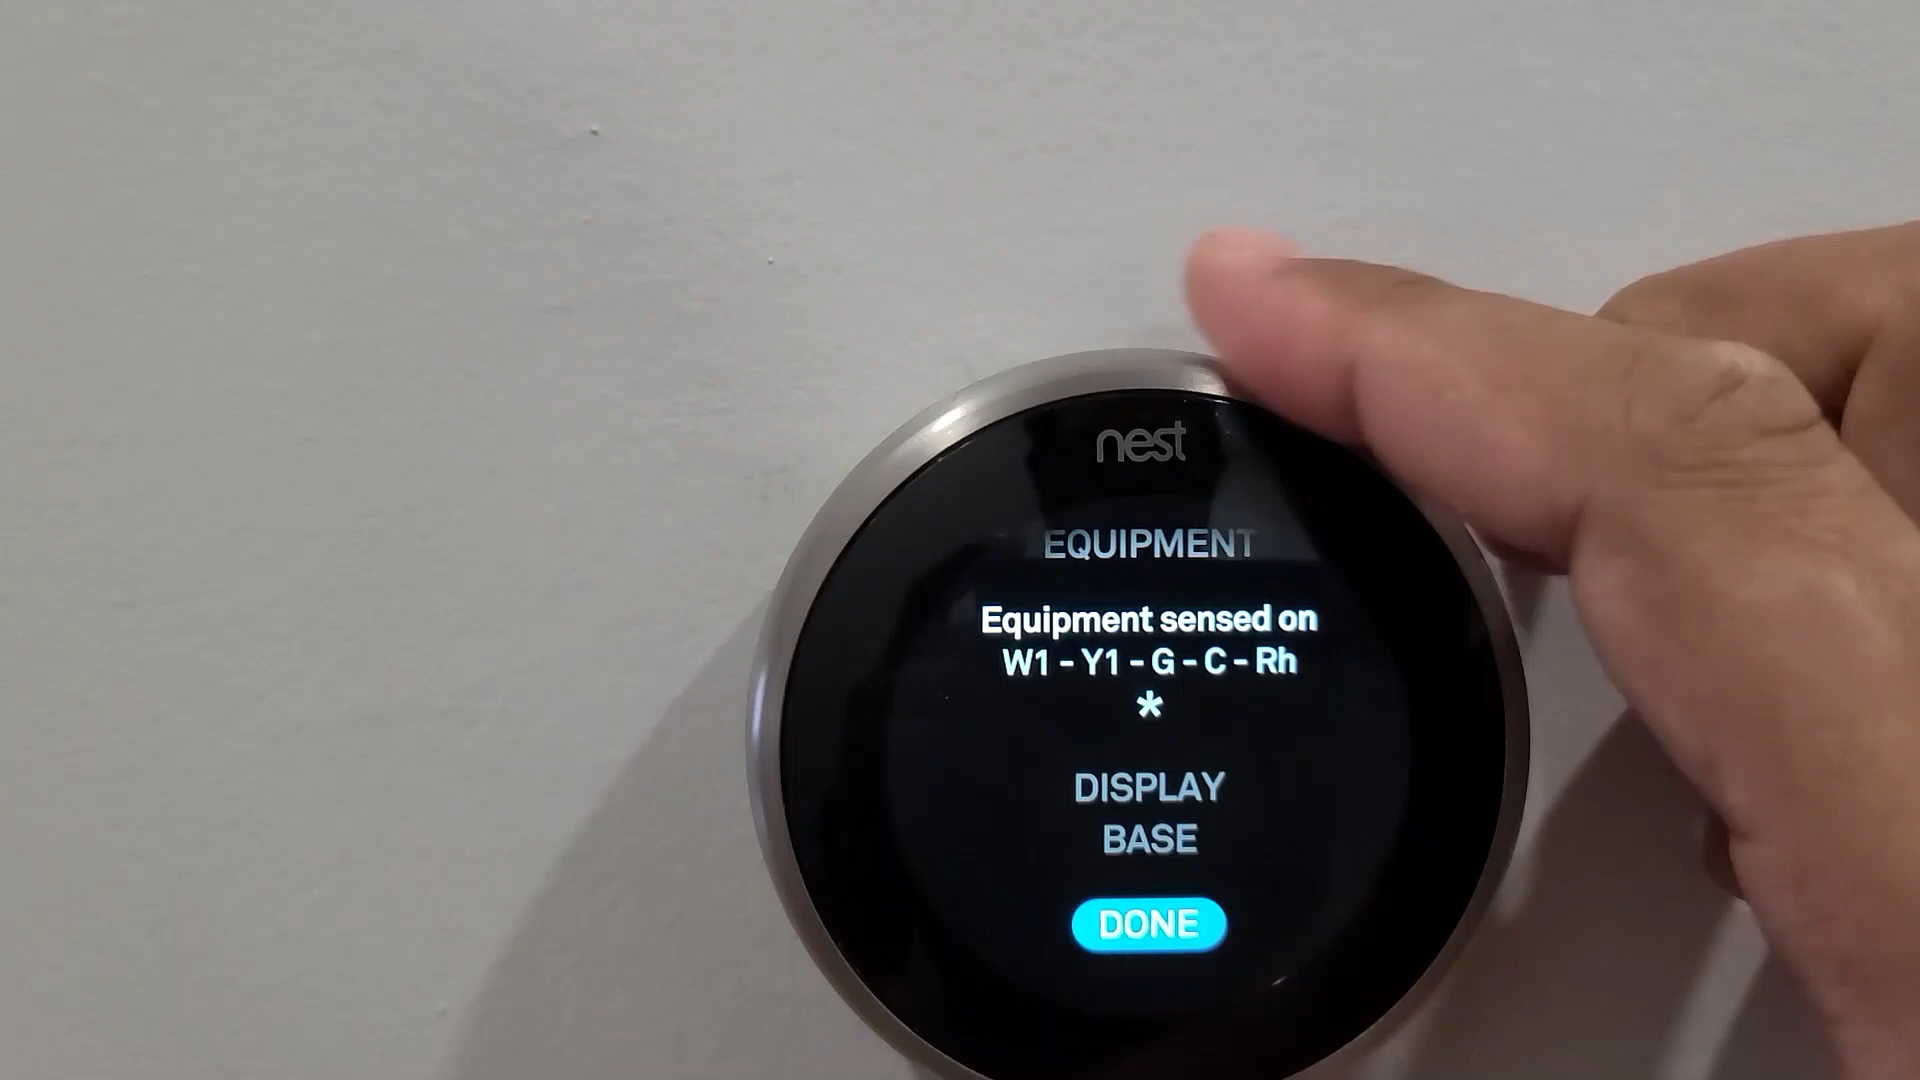 nest
EQUIPMENT
Equipment sensed on
W1 - Y1 - G - C - Rh
*
DISPLAY
BASE
DONE